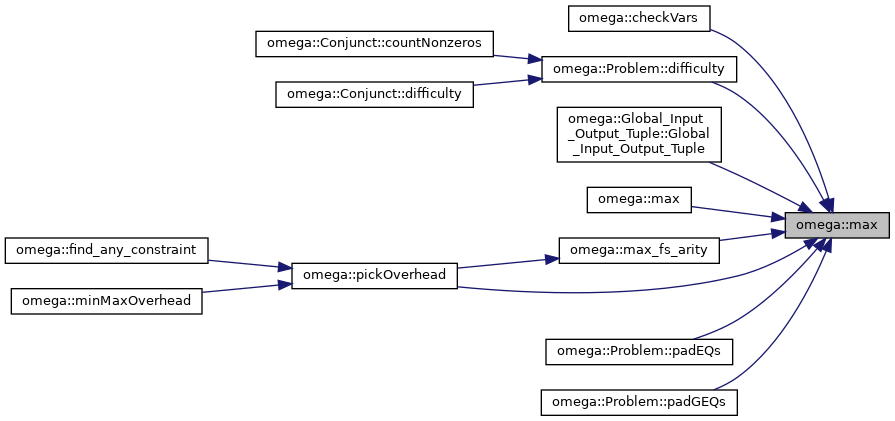 omega::checkVars
omega::Conjunct::countNonzeros
omega::Problem::difficulty
omega::Conjunct::difficulty
omega::Global_Input
_Output_Tuple::Global
_Input_Output_Tuple
omega::max
omega::max
omega::find_any_constraint
omega::max_fs_arity
omega::pickOverhead
omega::minMaxOverhead
omega::Problem::padEQs
omega::Problem::padGEQs